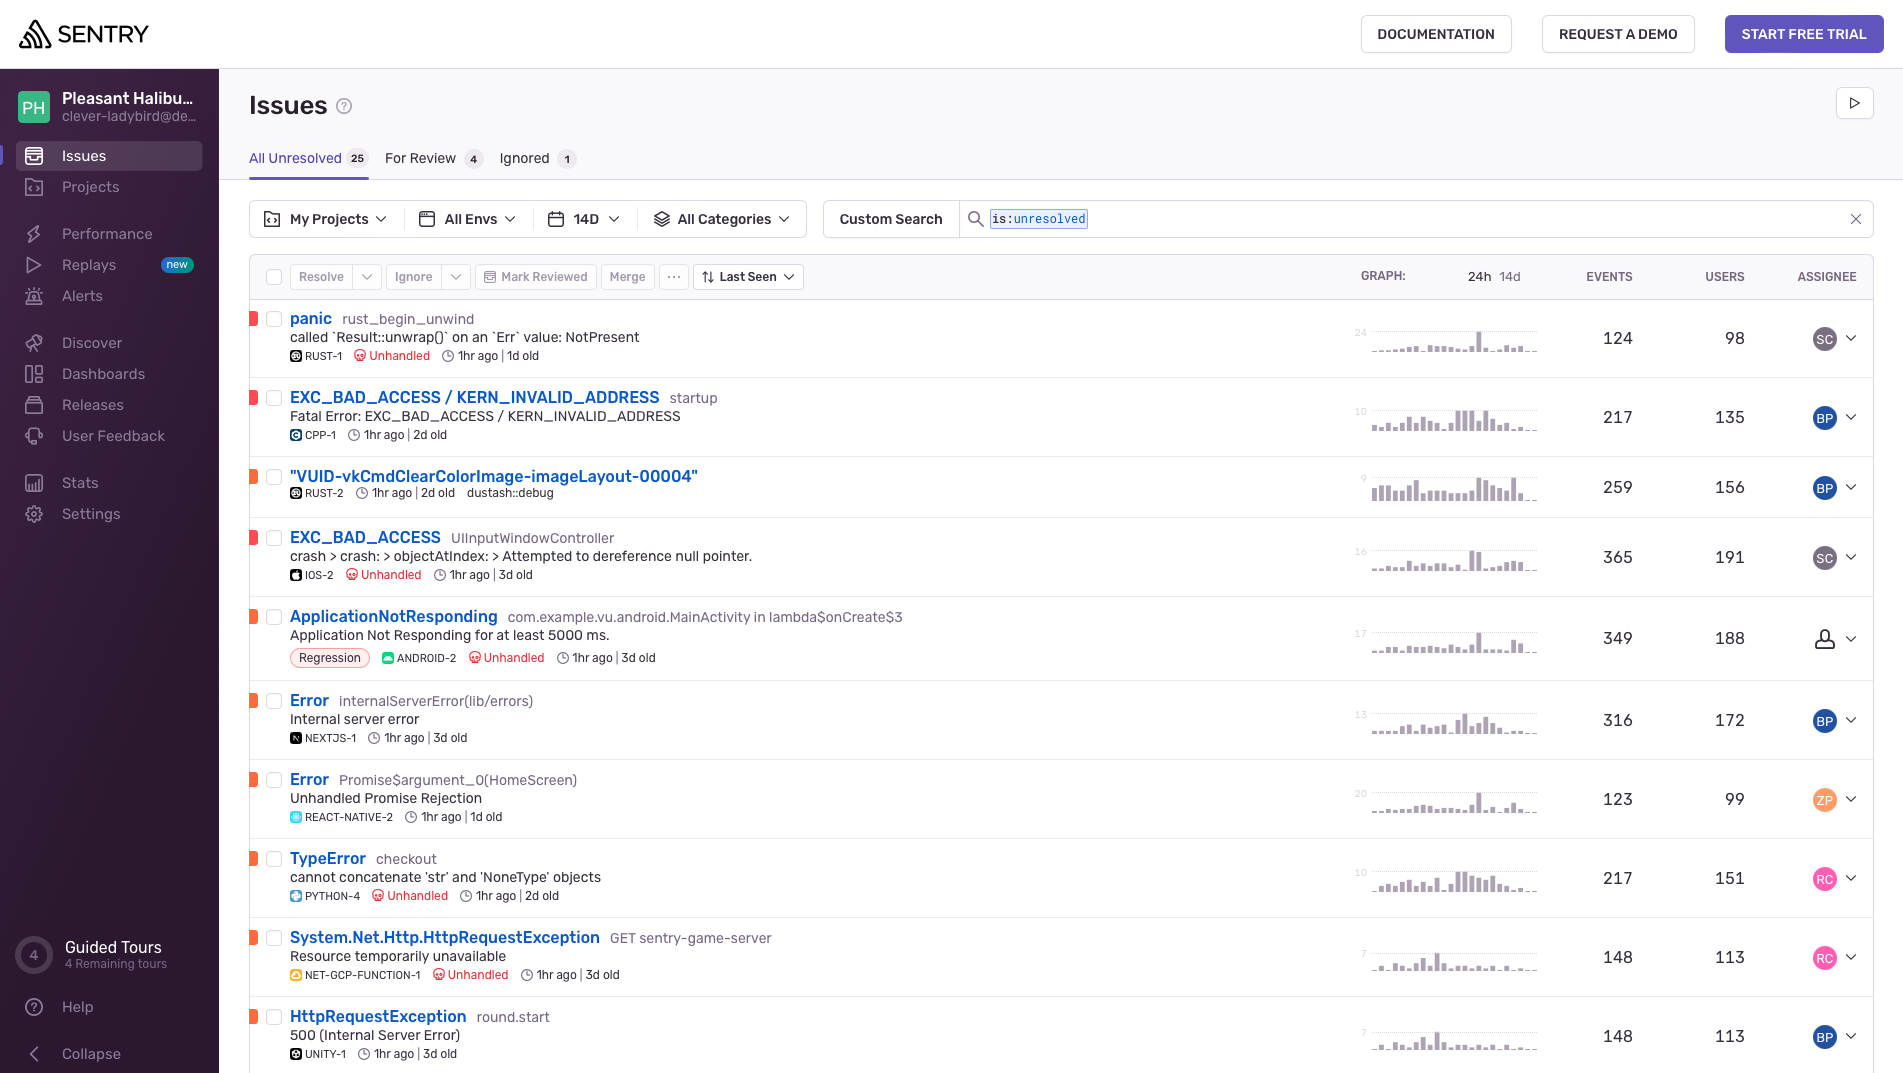 SENTRY
DOCUMENTATION
REQUEST A DEMO
START FREE TRIAL
PH
Pleasant Halibu...
clever-ladybird@de...
Issues
Projects
Performance
Replays
new
Alerts
Discover
Dashboards
Releases
User Feedback
Stats
Settings
4
Guided Tours
4 Remaining tours
Help
Collapse
Issues
All Unresolved 25
For Review 4
Ignored 1
My Projects
All Envs
14D
All Categories
Custom Search
is:unresolved
Resolve
Ignore
Mark Reviewed
Merge
Last Seen
GRAPH:
24h 14d
EVENTS
USERS
ASSIGNEE
panic rust_begin_unwind
called `Result::unwrap()` on an `Err` value: NotPresent
RUST-1 Unhandled 1hr ago | 1d old
24
124
98
SC
EXC_BAD_ACCESS / KERN_INVALID_ADDRESS startup
Fatal Error: EXC_BAD_ACCESS / KERN_INVALID_ADDRESS
CPP-1 1hr ago | 2d old
10
217
135
BP
"VUID-vkCmdClearColorImage-imageLayout-00004"
RUST-2 1hr ago | 2d old dustash::debug
9
259
156
BP
EXC_BAD_ACCESS UIInputWindowController
crash > crash: > objectAtIndex: > Attempted to dereference null pointer.
IOS-2 Unhandled 1hr ago | 3d old
16
365
191
SC
ApplicationNotResponding com.example.vu.android.MainActivity in lambda$onCreate$3
Application Not Responding for at least 5000 ms.
Regression ANDROID-2 Unhandled 1hr ago | 3d old
17
349
188
Error internalServerError(lib/errors)
Internal server error
NEXTJS-1 1hr ago | 3d old
13
316
172
BP
Error Promise$argument_0(HomeScreen)
Unhandled Promise Rejection
REACT-NATIVE-2 1hr ago | 1d old
20
123
99
ZP
TypeError checkout
cannot concatenate 'str' and 'NoneType' objects
PYTHON-4 Unhandled 1hr ago | 2d old
10
217
151
RC
System.Net.Http.HttpRequestException GET sentry-game-server
Resource temporarily unavailable
NET-GCP-FUNCTION-1 Unhandled 1hr ago | 3d old
7
148
113
RC
HttpRequestException round.start
500 (Internal Server Error)
UNITY-1 1hr ago | 3d old
7
148
113
BP